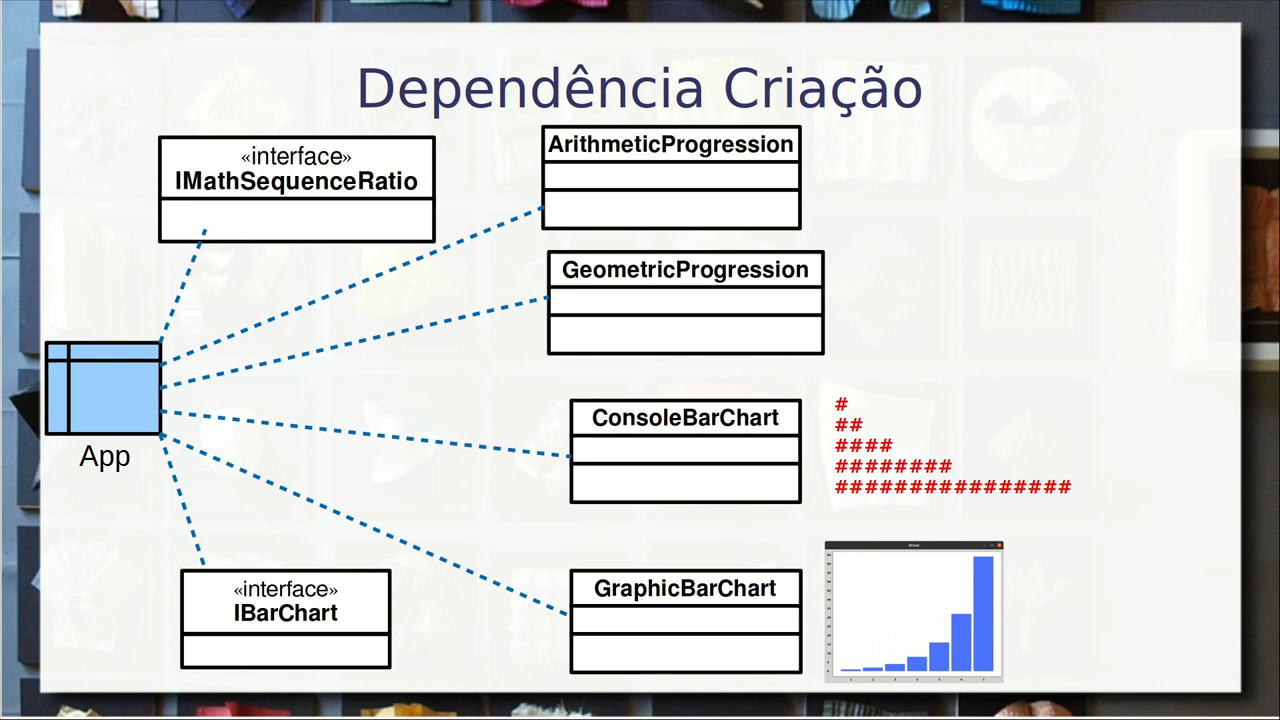 Dependência Criação
«interface»
IMathSequenceRatio
ArithmeticProgression
GeometricProgression
App
ConsoleBarChart
#
##
####
########
################
«interface»
IBarChart
GraphicBarChart